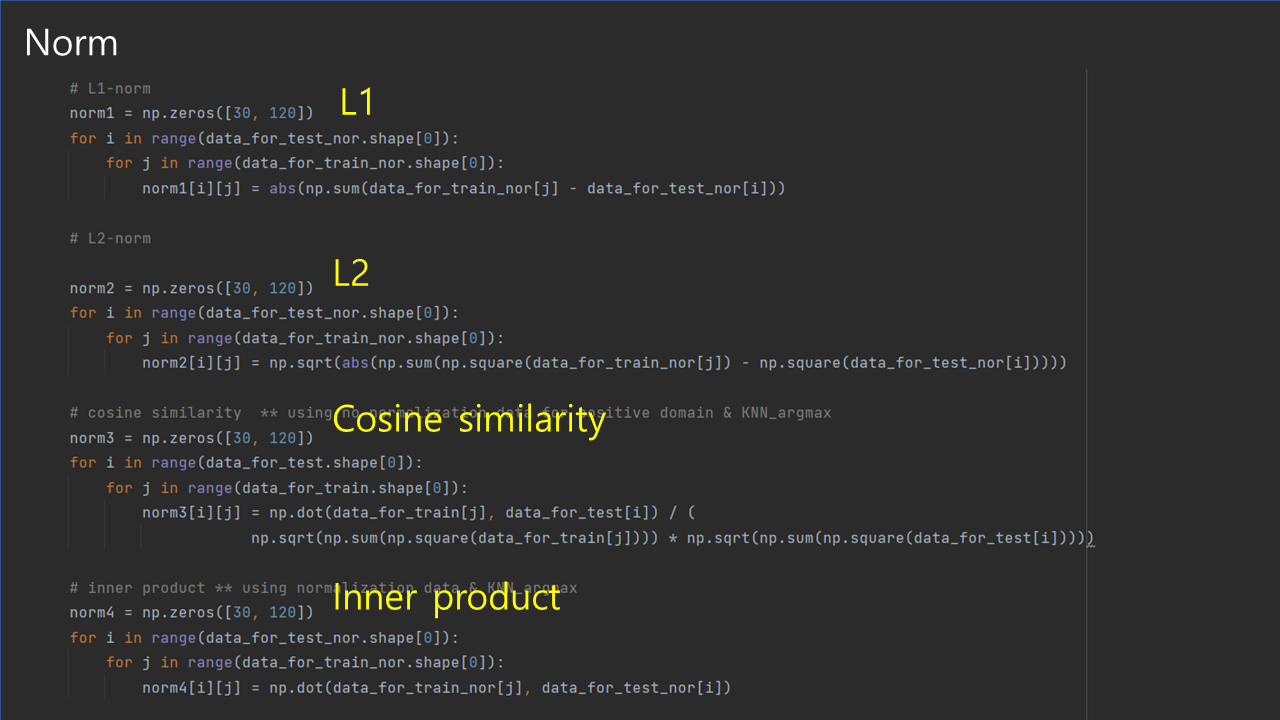 Norm
# L1-norm
L1
norm1 = np.zeros([30, 120])
for i in range(data_for_test_nor.shape[0]):
for j in range(data_for_train_nor.shape[0]):
norm1[i][j] = abs(np.sum(data_for_train_nor[j] - data_for_test_nor[i]))
# L2-norm
L2
norm2 = np.zeros([30, 120])
for i in range(data_for_test_nor.shape[0]):
for j in range(data_for_train_nor.shape[0]):
norm2[i][j] = np.sqrt(abs(np.sum(np.square(data_for_train_nor[j]) - np.square(data_for_test_nor[i]))))
# cosine similarity  ** using no normalization data for positive domain & KNN_argmax
Cosine similarity
norm3 = np.zeros([30, 120])
for i in range(data_for_test.shape[0]):
for j in range(data_for_train.shape[0]):
norm3[i][j] = np.dot(data_for_train[j], data_for_test[i]) / (
np.sqrt(np.sum(np.square(data_for_train[j]))) * np.sqrt(np.sum(np.square(data_for_test[i]))))
# inner product ** using normalization data & KNN_argmax
Inner product
norm4 = np.zeros([30, 120])
for i in range(data_for_test_nor.shape[0]):
for j in range(data_for_train_nor.shape[0]):
norm4[i][j] = np.dot(data_for_train_nor[j], data_for_test_nor[i])